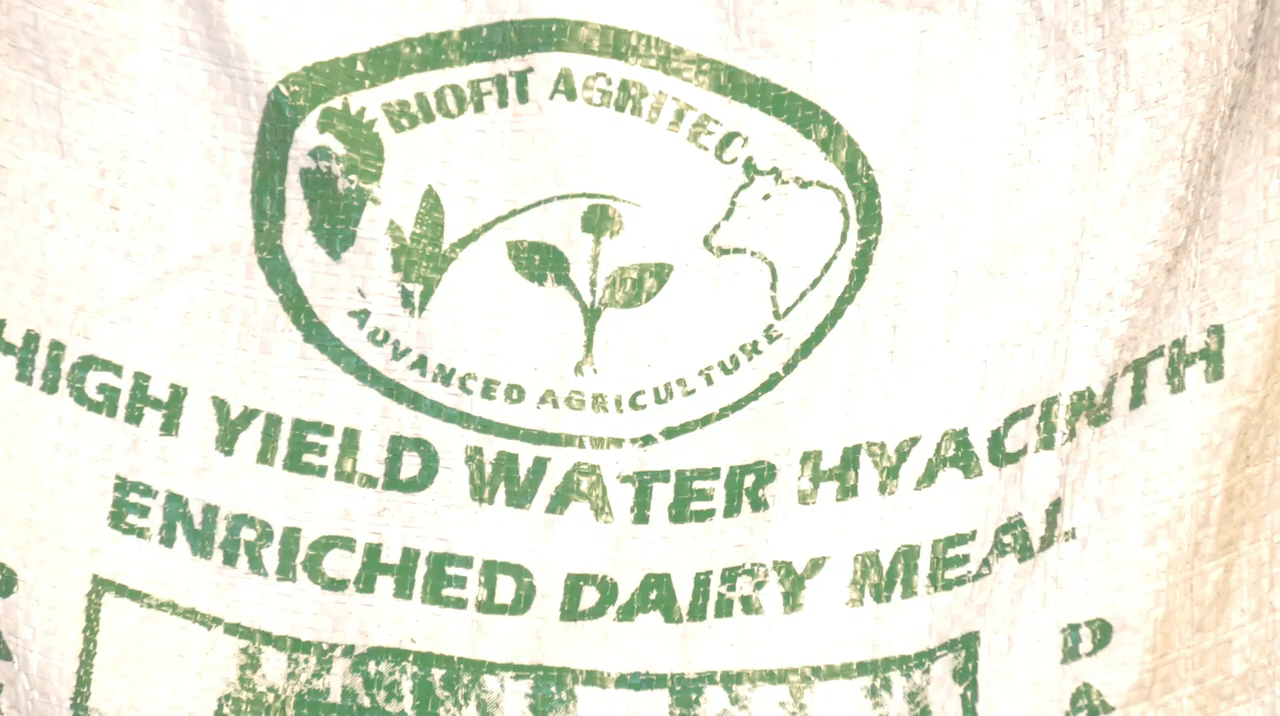 BIOFIT AGRITEC
ADVANCED AGRICULTURE
HIGH YIELD WATER HYACINTH
ENRICHED DAIRY MEAL